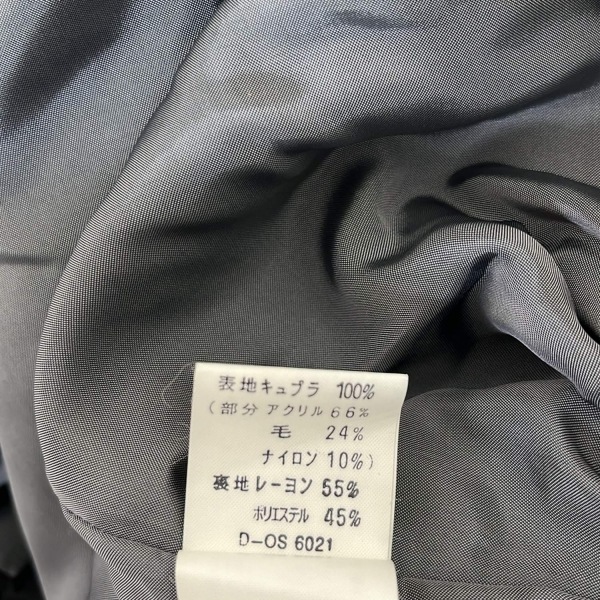 表地キュプラ 100%
(部分 アクリル 66%
毛 24%
ナイロン 10%)
裏地レーヨン 55%
ポリエステル 45%
D-OS 6021